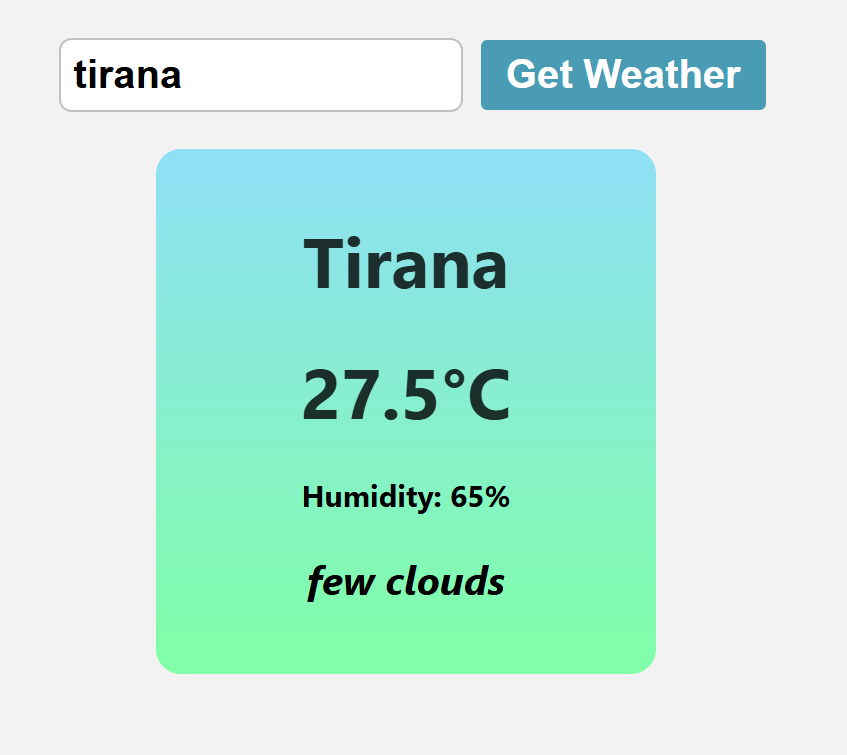 tirana
Get Weather
Tirana
27.5°C
Humidity: 65%
few clouds